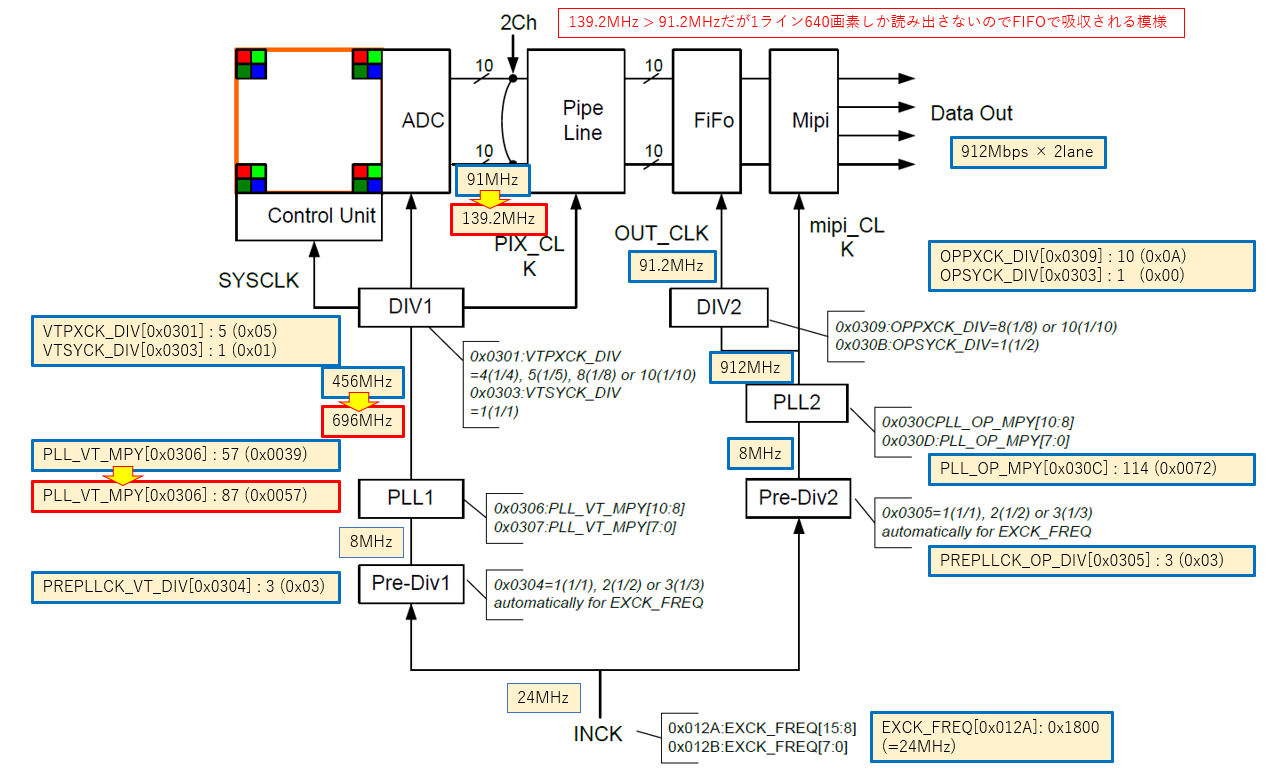 2Ch
139.2MHz > 91.2MHzだが1ライン640画素しか読み出さないのでFIFOで吸収される模様
ADC
10
10
Pipe
Line
10
10
FiFo
Mipi
Data Out
912Mbps × 2lane
91MHz
139.2MHz
Control Unit
PIX_CL
K
OUT_CLK
91.2MHz
mipi_CL
K
SYSCLK
OPPXCK_DIV[0x0309] : 10 (0x0A)
OPSYCK_DIV[0x0303] : 1 (0x00)
DIV1
DIV2
VTPXCK_DIV[0x0301] : 5 (0x05)
VTSYCK_DIV[0x0303] : 1 (0x01)
0x0309:OPPXCK_DIV=8(1/8) or 10(1/10)
0x030B:OPSYCK_DIV=1(1/2)
0x0301:VTPXCK_DIV
=4(1/4), 5(1/5), 8(1/8) or 10(1/10)
0x0303:VTSYCK_DIV
=1(1/1)
456MHz
696MHz
912MHz
PLL2
0x030CPLL_OP_MPY[10:8]
0x030D:PLL_OP_MPY[7:0]
PLL_VT_MPY[0x0306] : 57 (0x0039)
PLL_VT_MPY[0x0306] : 87 (0x0057)
8MHz
PLL_OP_MPY[0x030C] : 114 (0x0072)
PLL1
0x0306:PLL_VT_MPY[10:8]
0x0307:PLL_VT_MPY[7:0]
Pre-Div2
0x0305=1(1/1), 2(1/2) or 3(1/3)
automatically for EXCK_FREQ
8MHz
PREPLLCK_OP_DIV[0x0305] : 3 (0x03)
PREPLLCK_VT_DIV[0x0304] : 3 (0x03)
Pre-Div1
0x0304=1(1/1), 2(1/2) or 3(1/3)
automatically for EXCK_FREQ
24MHz
INCK
0x012A:EXCK_FREQ[15:8]
0x012B:EXCK_FREQ[7:0]
EXCK_FREQ[0x012A]: 0x1800
(=24MHz)